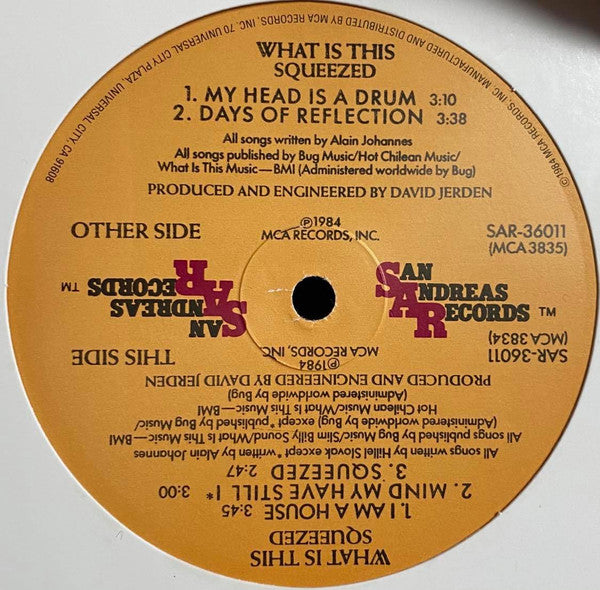 WHAT IS THIS
SQUEEZED
1. MY HEAD IS A DRUM 3:10
2. DAYS OF REFLECTION 3:38
All songs written by Alain Johannes
All songs published by Bug Music/Hot Chilean Music/
What Is This Music—BMI (Administered worldwide by Bug)
PRODUCED AND ENGINEERED BY DAVID JERDEN
OTHER SIDE
℗1984
MCA RECORDS, INC.
SAR-36011
(MCA 3835)
SAN
ANDREAS
RECORDS ™
©1984 MCA RECORDS, INC. MANUFACTURED AND DISTRIBUTED BY MCA RECORDS, INC. 70 UNIVERSAL CITY PLAZA, UNIVERSAL CITY, CA 91608
WHAT IS THIS
SQUEEZED
1. I AM A HOUSE 3:45
2. MIND MY HAVE STILL I* 3:00
3. SQUEEZED 2:47
All songs written by Hillel Slovak except *written by Alain Johannes
All songs published by Bug Music/Slim Silly Sound/What Is This Music—BMI
(Administered worldwide by Bug) except *published by Bug Music/
Hot Chilean Music/What Is This Music—BMI
(Administered worldwide by Bug)
PRODUCED AND ENGINEERED BY DAVID JERDEN
THIS SIDE
℗1984
MCA RECORDS, INC.
SAR-36011
(MCA 3834)
SAN
ANDREAS
RECORDS ™